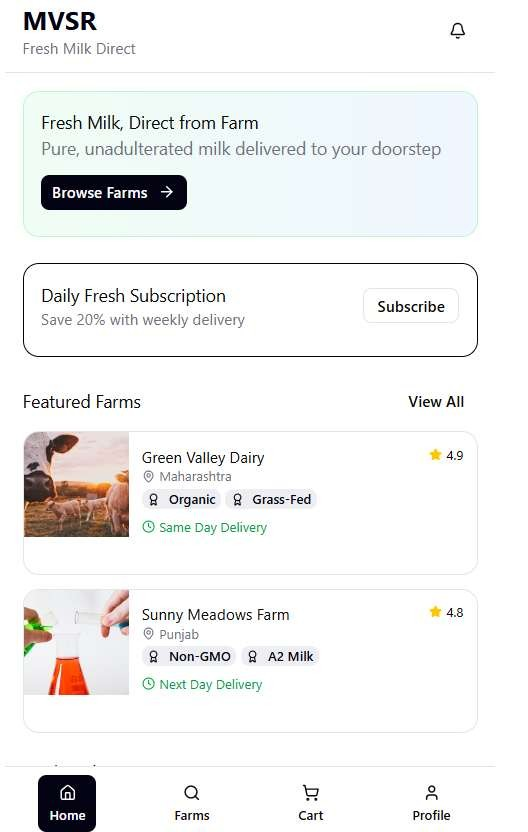 MVSR
Fresh Milk Direct
Fresh Milk, Direct from Farm
Pure, unadulterated milk delivered to your doorstep
Browse Farms
Daily Fresh Subscription
Save 20% with weekly delivery
Subscribe
Featured Farms
View All
Green Valley Dairy
4.9
Maharashtra
Organic
Grass-Fed
Same Day Delivery
Sunny Meadows Farm
4.8
Punjab
Non-GMO
A2 Milk
Next Day Delivery
Home
Farms
Cart
Profile